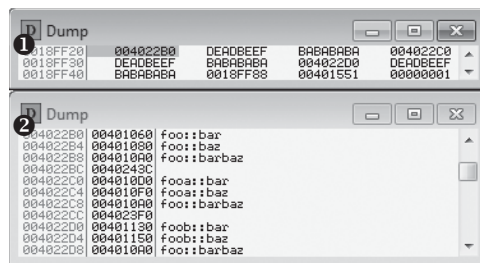 Dump
1
0018FF20 004022B0 DEADBEEF BABABABA 004022C0
0018FF30 DEADBEEF BABABABA 004022D0 DEADBEEF
0018FF40 BABABABA 0018FF88 00401551 00000001
Dump
2
004022B0 00401060 foo::bar
004022B4 00401080 foo::baz
004022B8 004010A0 foo::barbaz
004022BC 0040243C
004022C0 004010D0 fooa::bar
004022C4 004010F0 fooa::baz
004022C8 004010A0 foo::barbaz
004022CC 004023F0
004022D0 00401130 foob::bar
004022D4 00401150 foob::baz
004022D8 004010A0 foo::barbaz